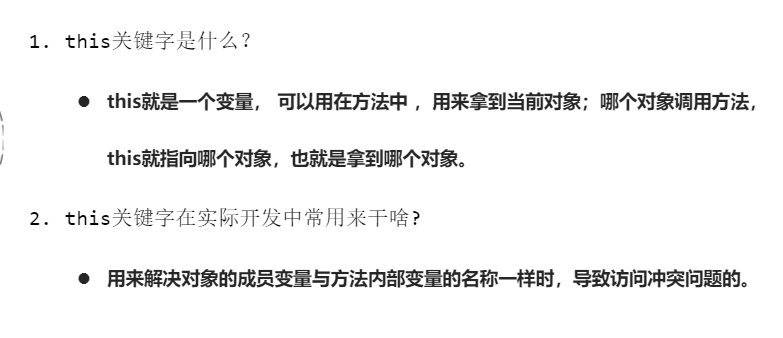 1. this关键字是什么？
● this就是一个变量， 可以用在方法中 ，用来拿到当前对象；哪个对象调用方法，
this就指向哪个对象，也就是拿到哪个对象。
2. this关键字在实际开发中常用来干啥？
● 用来解决对象的成员变量与方法内部变量的名称一样时，导致访问冲突问题的。